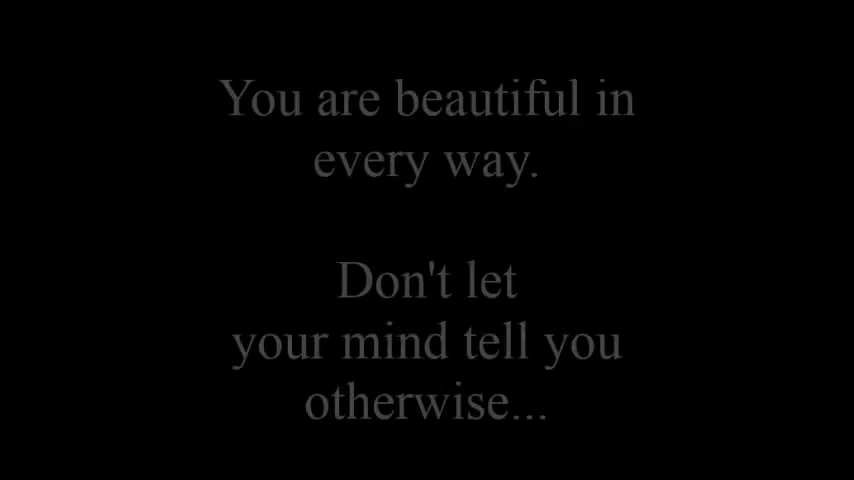 You are beautiful in
every way.
Don't let
your mind tell you
otherwise...